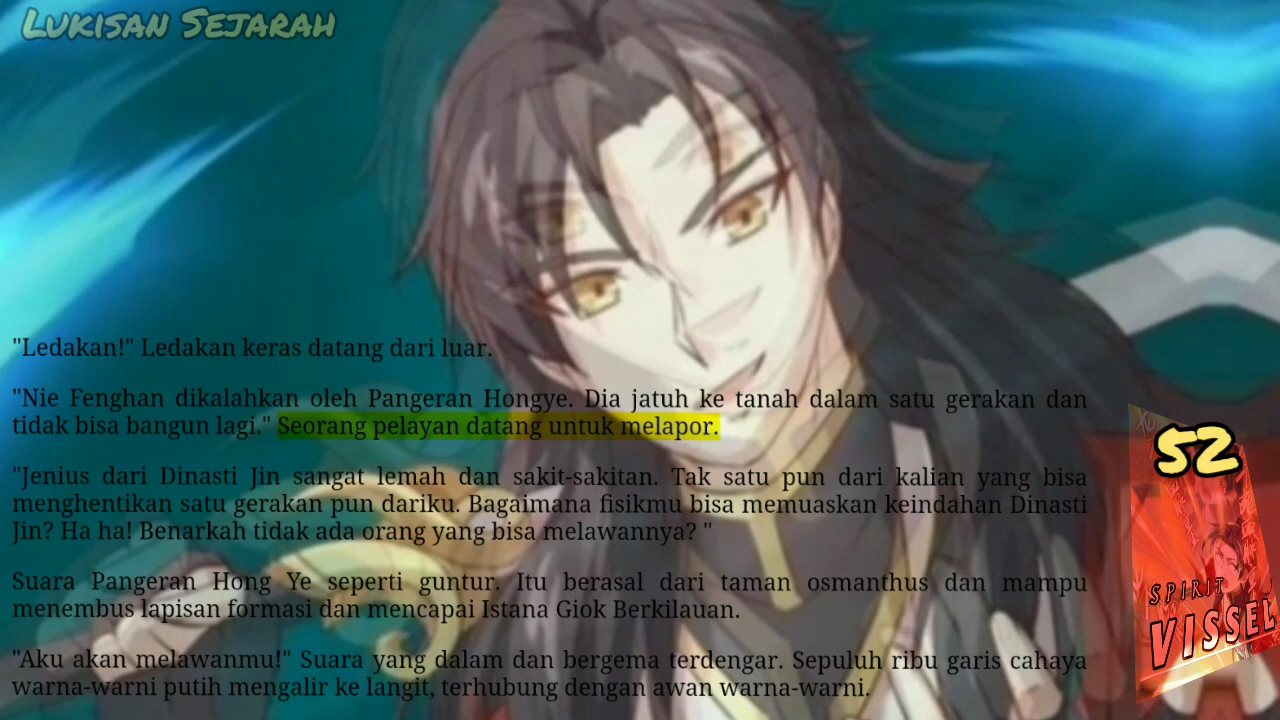 Lukisan Sejarah
"Ledakan!" Ledakan keras datang dari luar.
"Nie Fenghan dikalahkan oleh Pangeran Hongye. Dia jatuh ke tanah dalam satu gerakan dan
tidak bisa bangun lagi." Seorang pelayan datang untuk melapor.
"Jenius dari Dinasti Jin sangat lemah dan sakit-sakitan. Tak satu pun dari kalian yang bisa
menghentikan satu gerakan pun dariku. Bagaimana fisikmu bisa memuaskan keindahan Dinasti
Jin? Ha ha! Benarkah tidak ada orang yang bisa melawannya? "
Suara Pangeran Hong Ye seperti guntur. Itu berasal dari taman osmanthus dan mampu
menembus lapisan formasi dan mencapai Istana Giok Berkilauan.
"Aku akan melawanmu!" Suara yang dalam dan bergema terdengar. Sepuluh ribu garis cahaya
warna-warni putih mengalir ke langit, terhubung dengan awan warna-warni.
52
SPIRIT
VISSEL